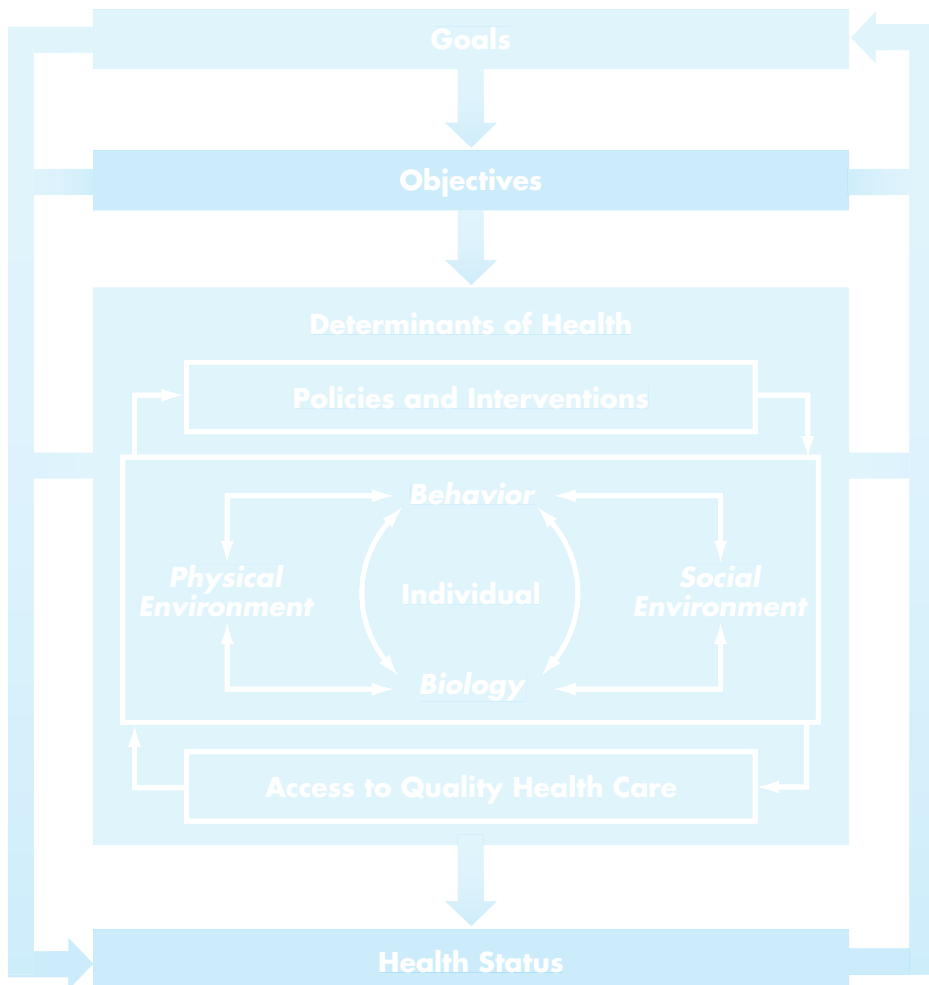 Goals
Objectives
Determinants of Health
Policies and Interventions
Behavior
Physical
Environment
Individual
Social
Environment
Biology
Access to Quality Health Care
Health Status